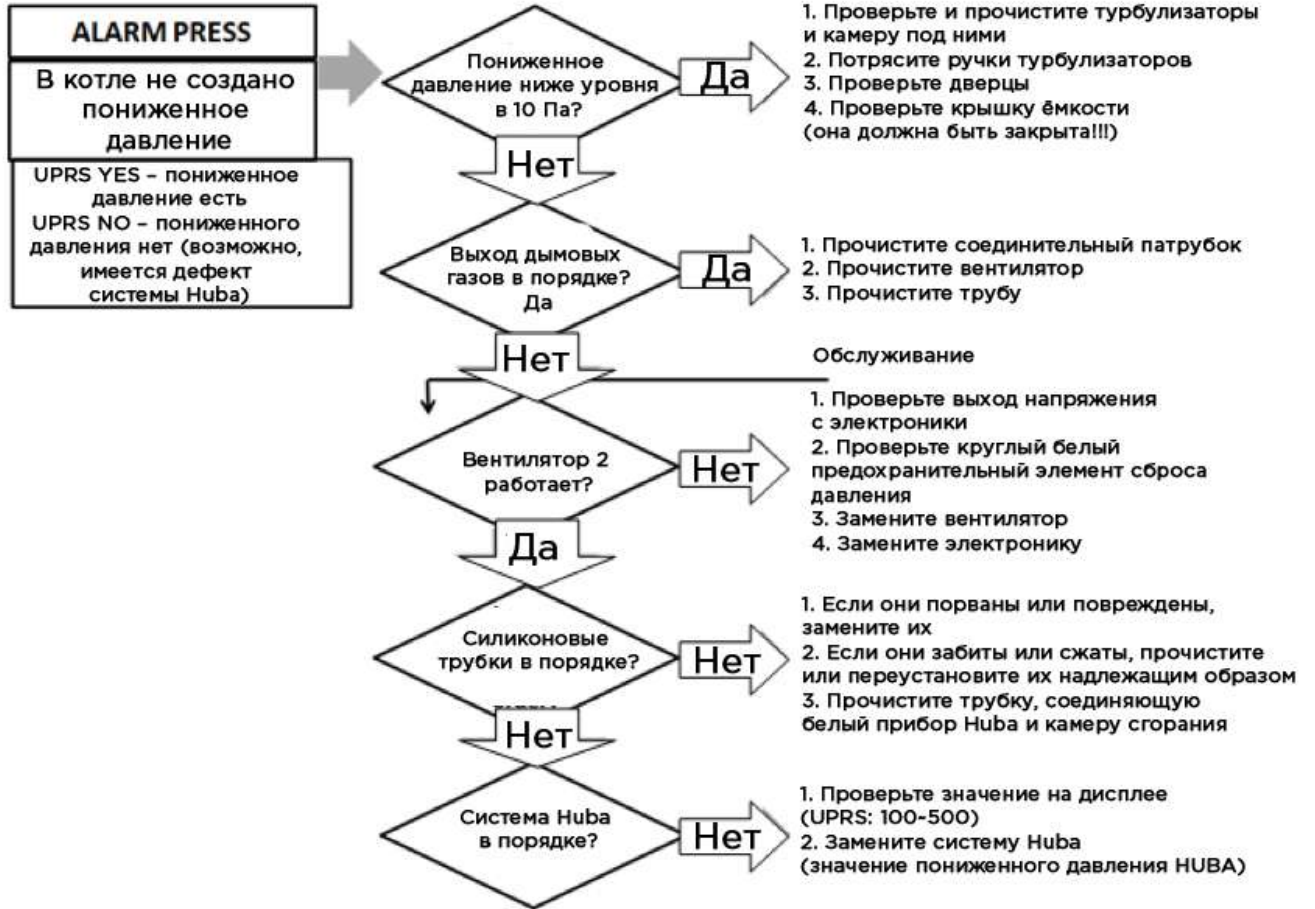 ALARM PRESS
В котле не создано
пониженное
давление
UPRS YES – пониженное
давление есть
UPRS NO – пониженного
давления нет (возможно,
имеется дефект
системы Huba)
Пониженное
давление ниже уровня
в 10 Па?
Да
1. Проверьте и прочистите турбулизаторы
и камеру под ними
2. Потрясите ручки турбулизаторов
3. Проверьте дверцы
4. Проверьте крышку ёмкости
(она должна быть закрыта!!!)
Нет
Выход дымовых
газов в порядке?
Да
Да
1. Прочистите соединительный патрубок
2. Прочистите вентилятор
3. Прочистите трубу
Нет
Обслуживание
Вентилятор 2
работает?
Нет
1. Проверьте выход напряжения
с электроники
2. Проверьте круглый белый
предохранительный элемент сброса
давления
3. Замените вентилятор
4. Замените электронику
Да
Силиконовые
трубки в порядке?
Нет
1. Если они порваны или повреждены,
замените их
2. Если они забиты или сжаты, прочистите
или переустановите их надлежащим образом
3. Прочистите трубку, соединяющую
белый прибор Huba и камеру сгорания
Нет
Система Huba
в порядке?
Нет
1. Проверьте значение на дисплее
(UPRS: 100~500)
2. Замените систему Huba
(значение пониженного давления HUBA)